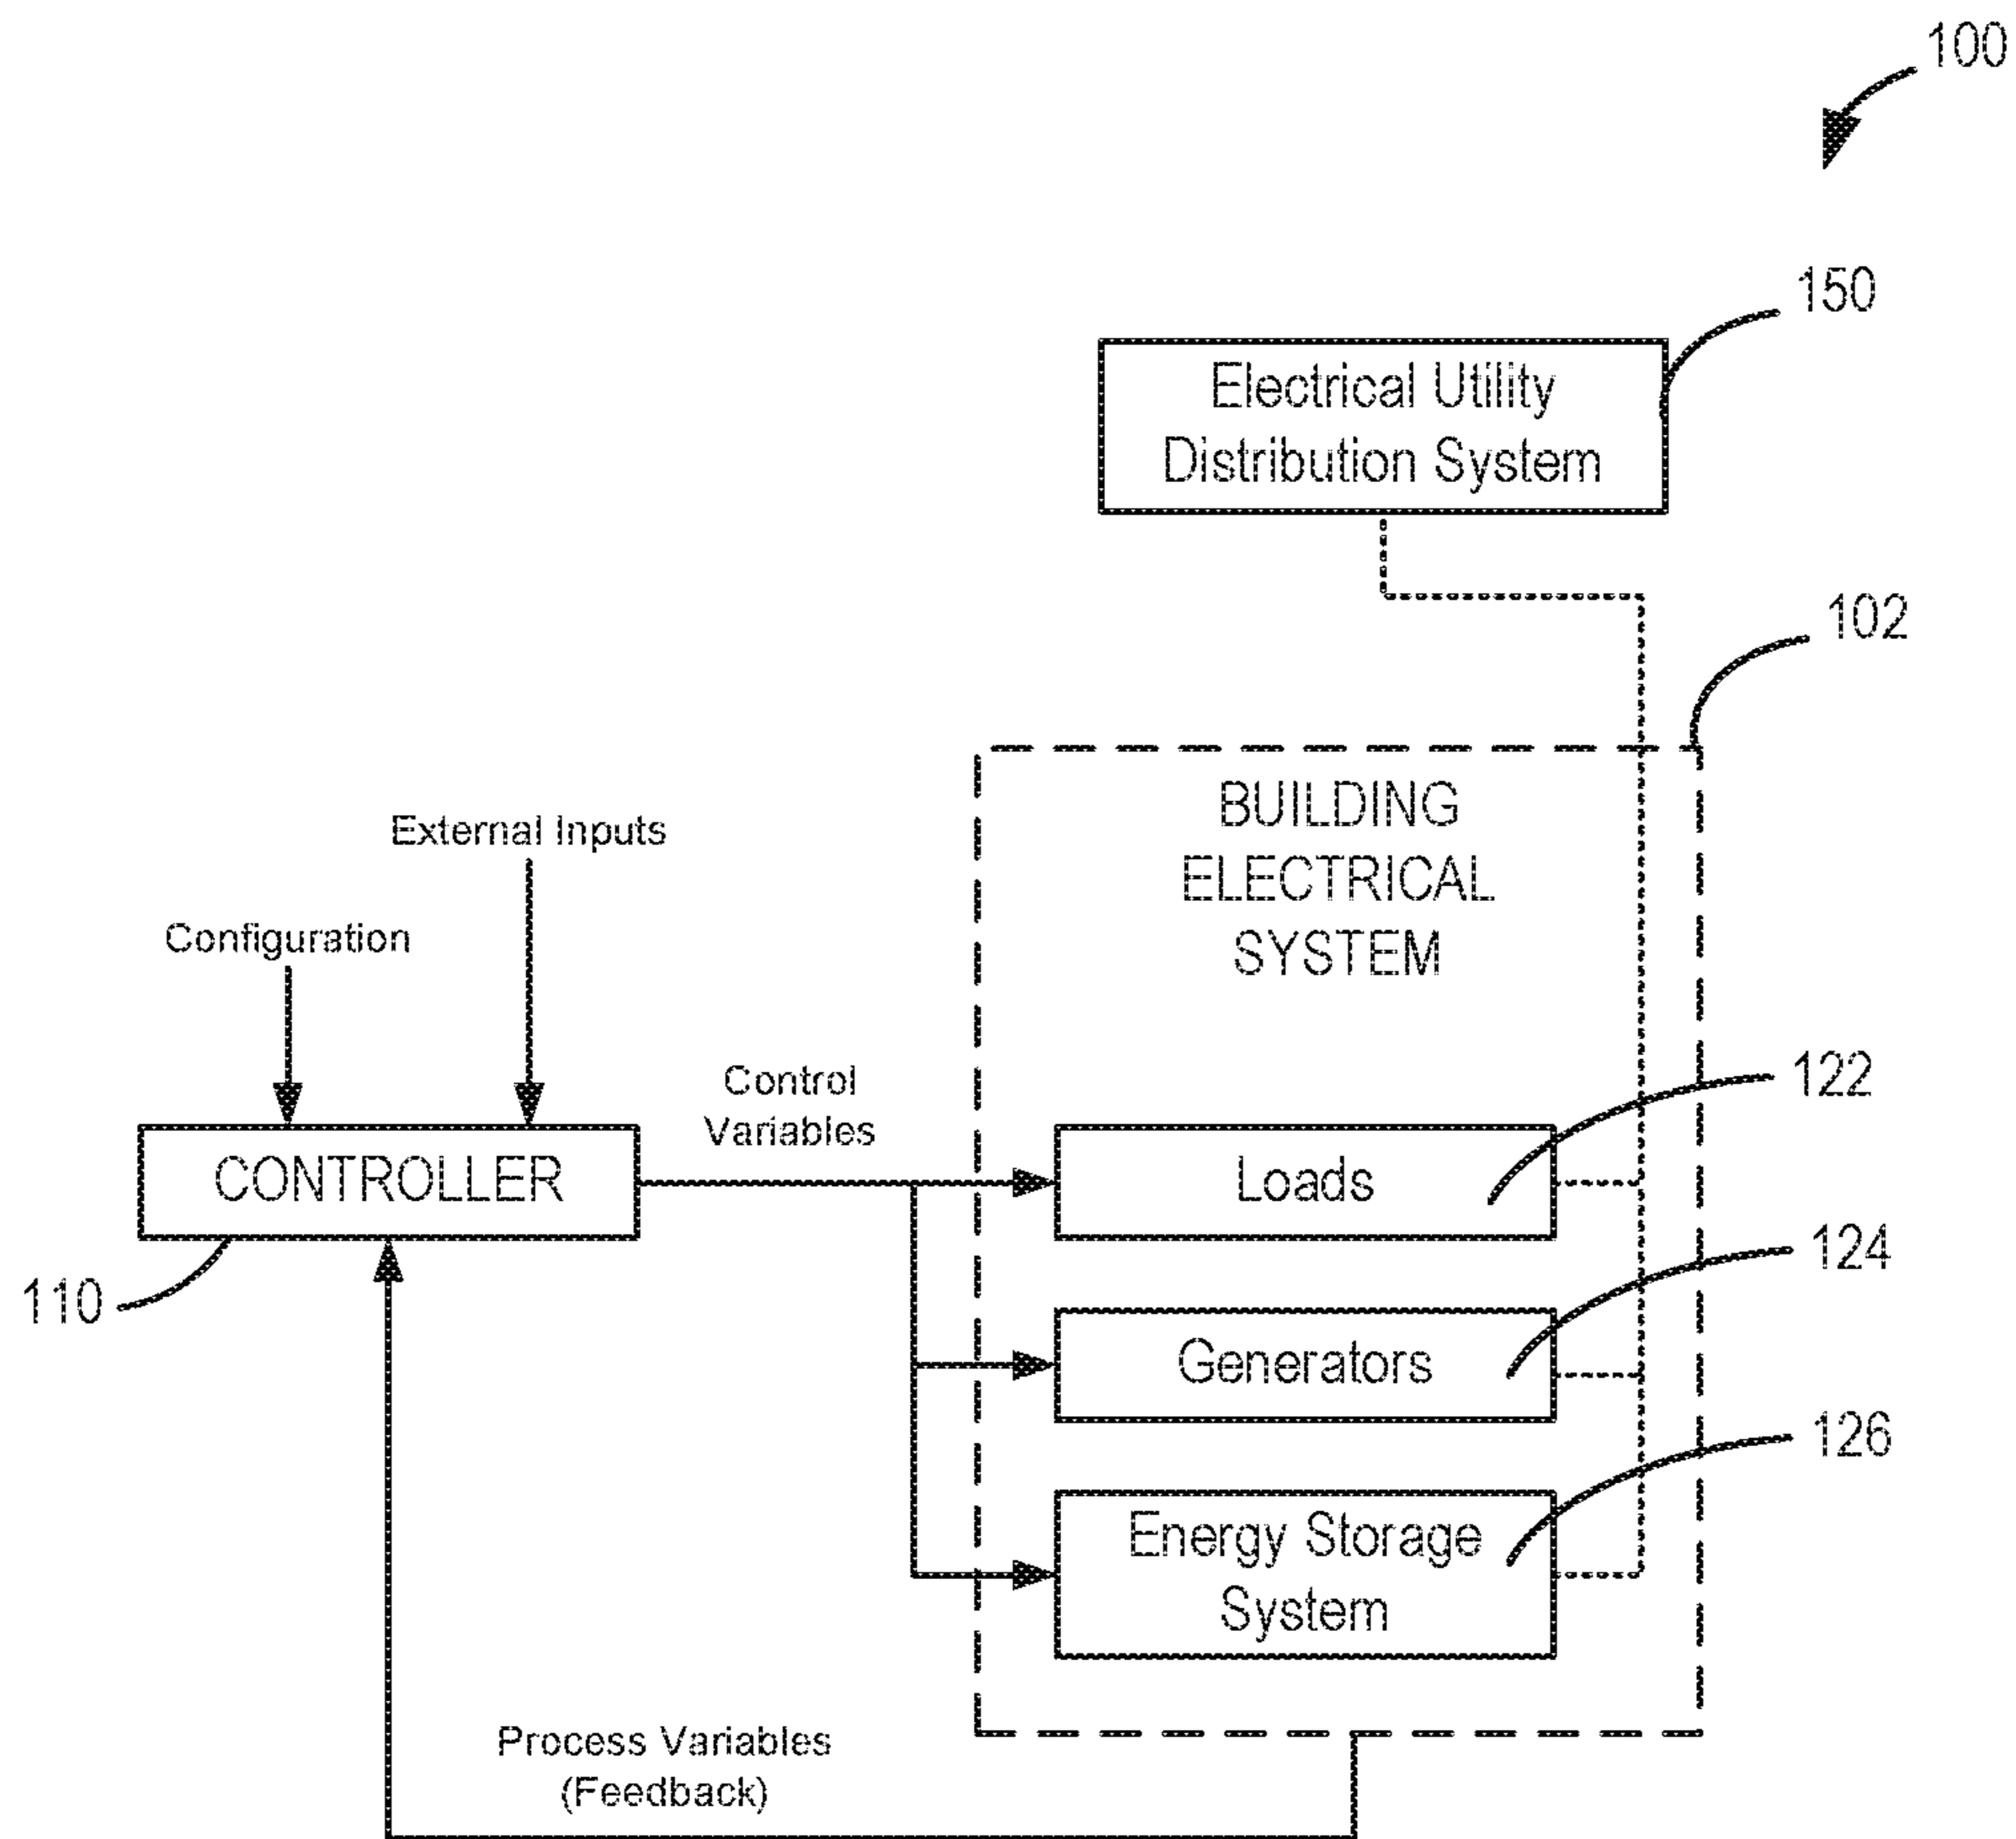 100
150
Electrical Utility
Distribution System
102
BUILDING
ELECTRICAL
SYSTEM
External Inputs
Configuration
Control
Variables
122
CONTROLLER
Loads
110
124
Generators
126
Energy Storage
System
Process Variables
(Feedback)